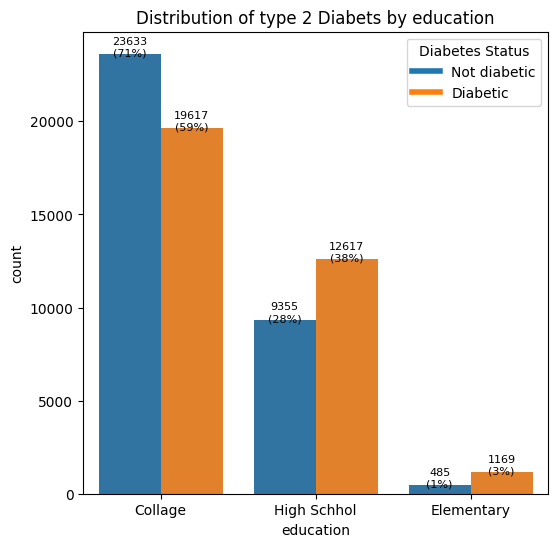 Distribution of type 2 Diabets by education
Diabetes Status
Not diabetic
Diabetic
23633
(71%)
19617
(59%)
9355
(28%)
12617
(38%)
485
(1%)
1169
(3%)
count
20000
15000
10000
5000
0
Collage
High Schhol
Elementary
education